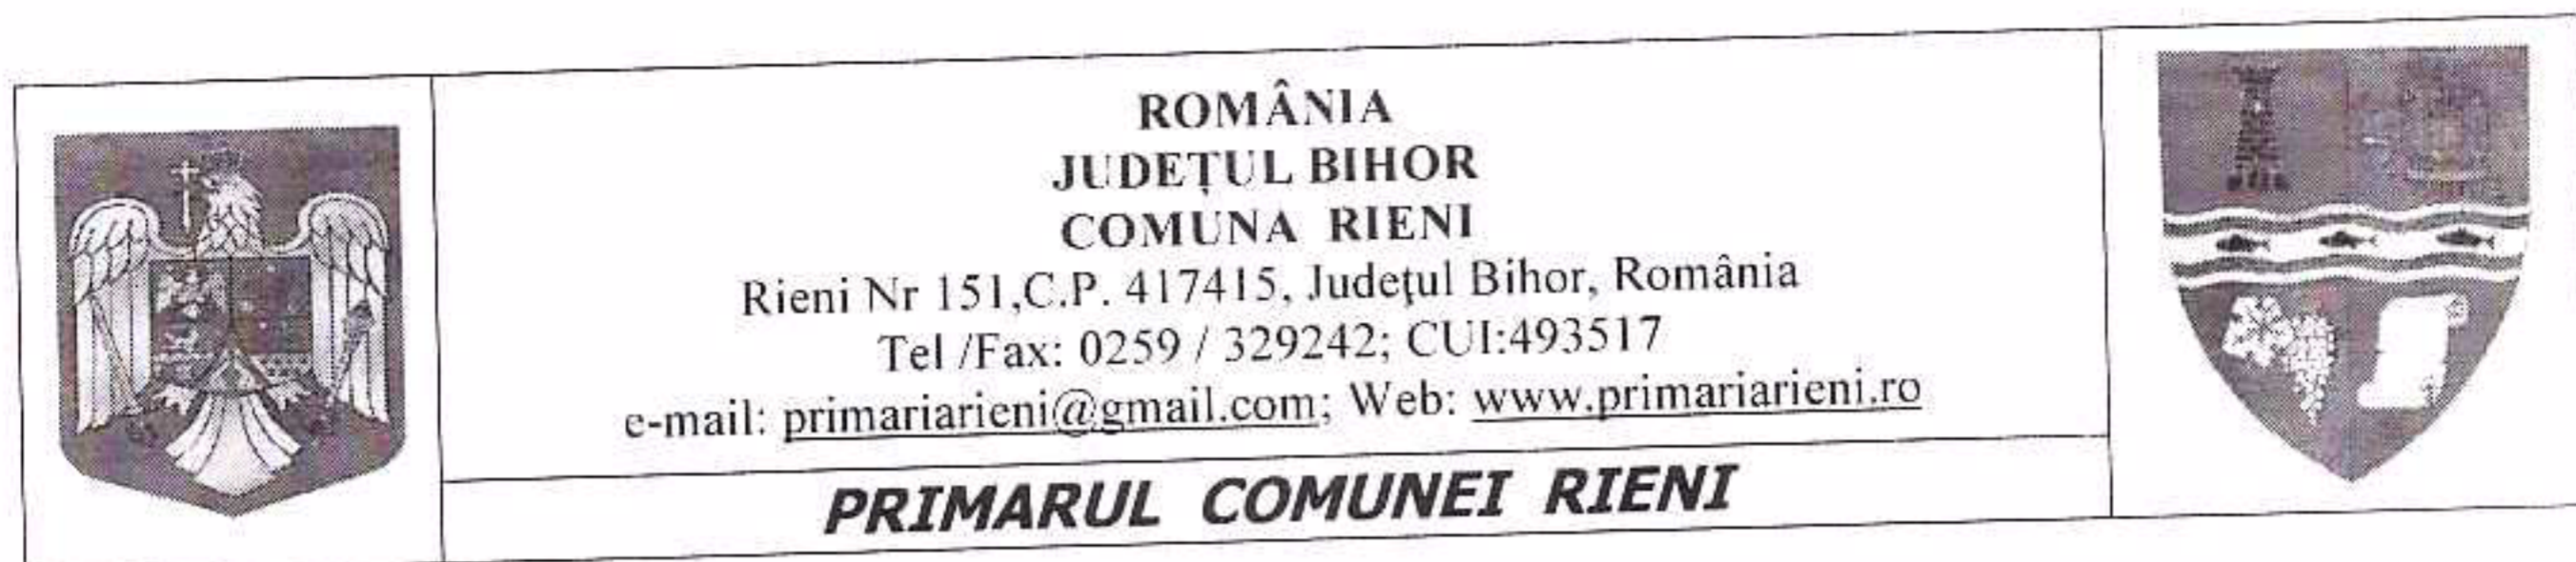 ROMÂNIA
JUDEȚUL BIHOR
COMUNA RIENI
Rieni Nr 151,C.P. 417415, Județul Bihor, România
Tel /Fax: 0259 / 329242; CUI:493517
e-mail: primariarieni@gmail.com; Web: www.primariarieni.ro
PRIMARUL COMUNEI RIENI